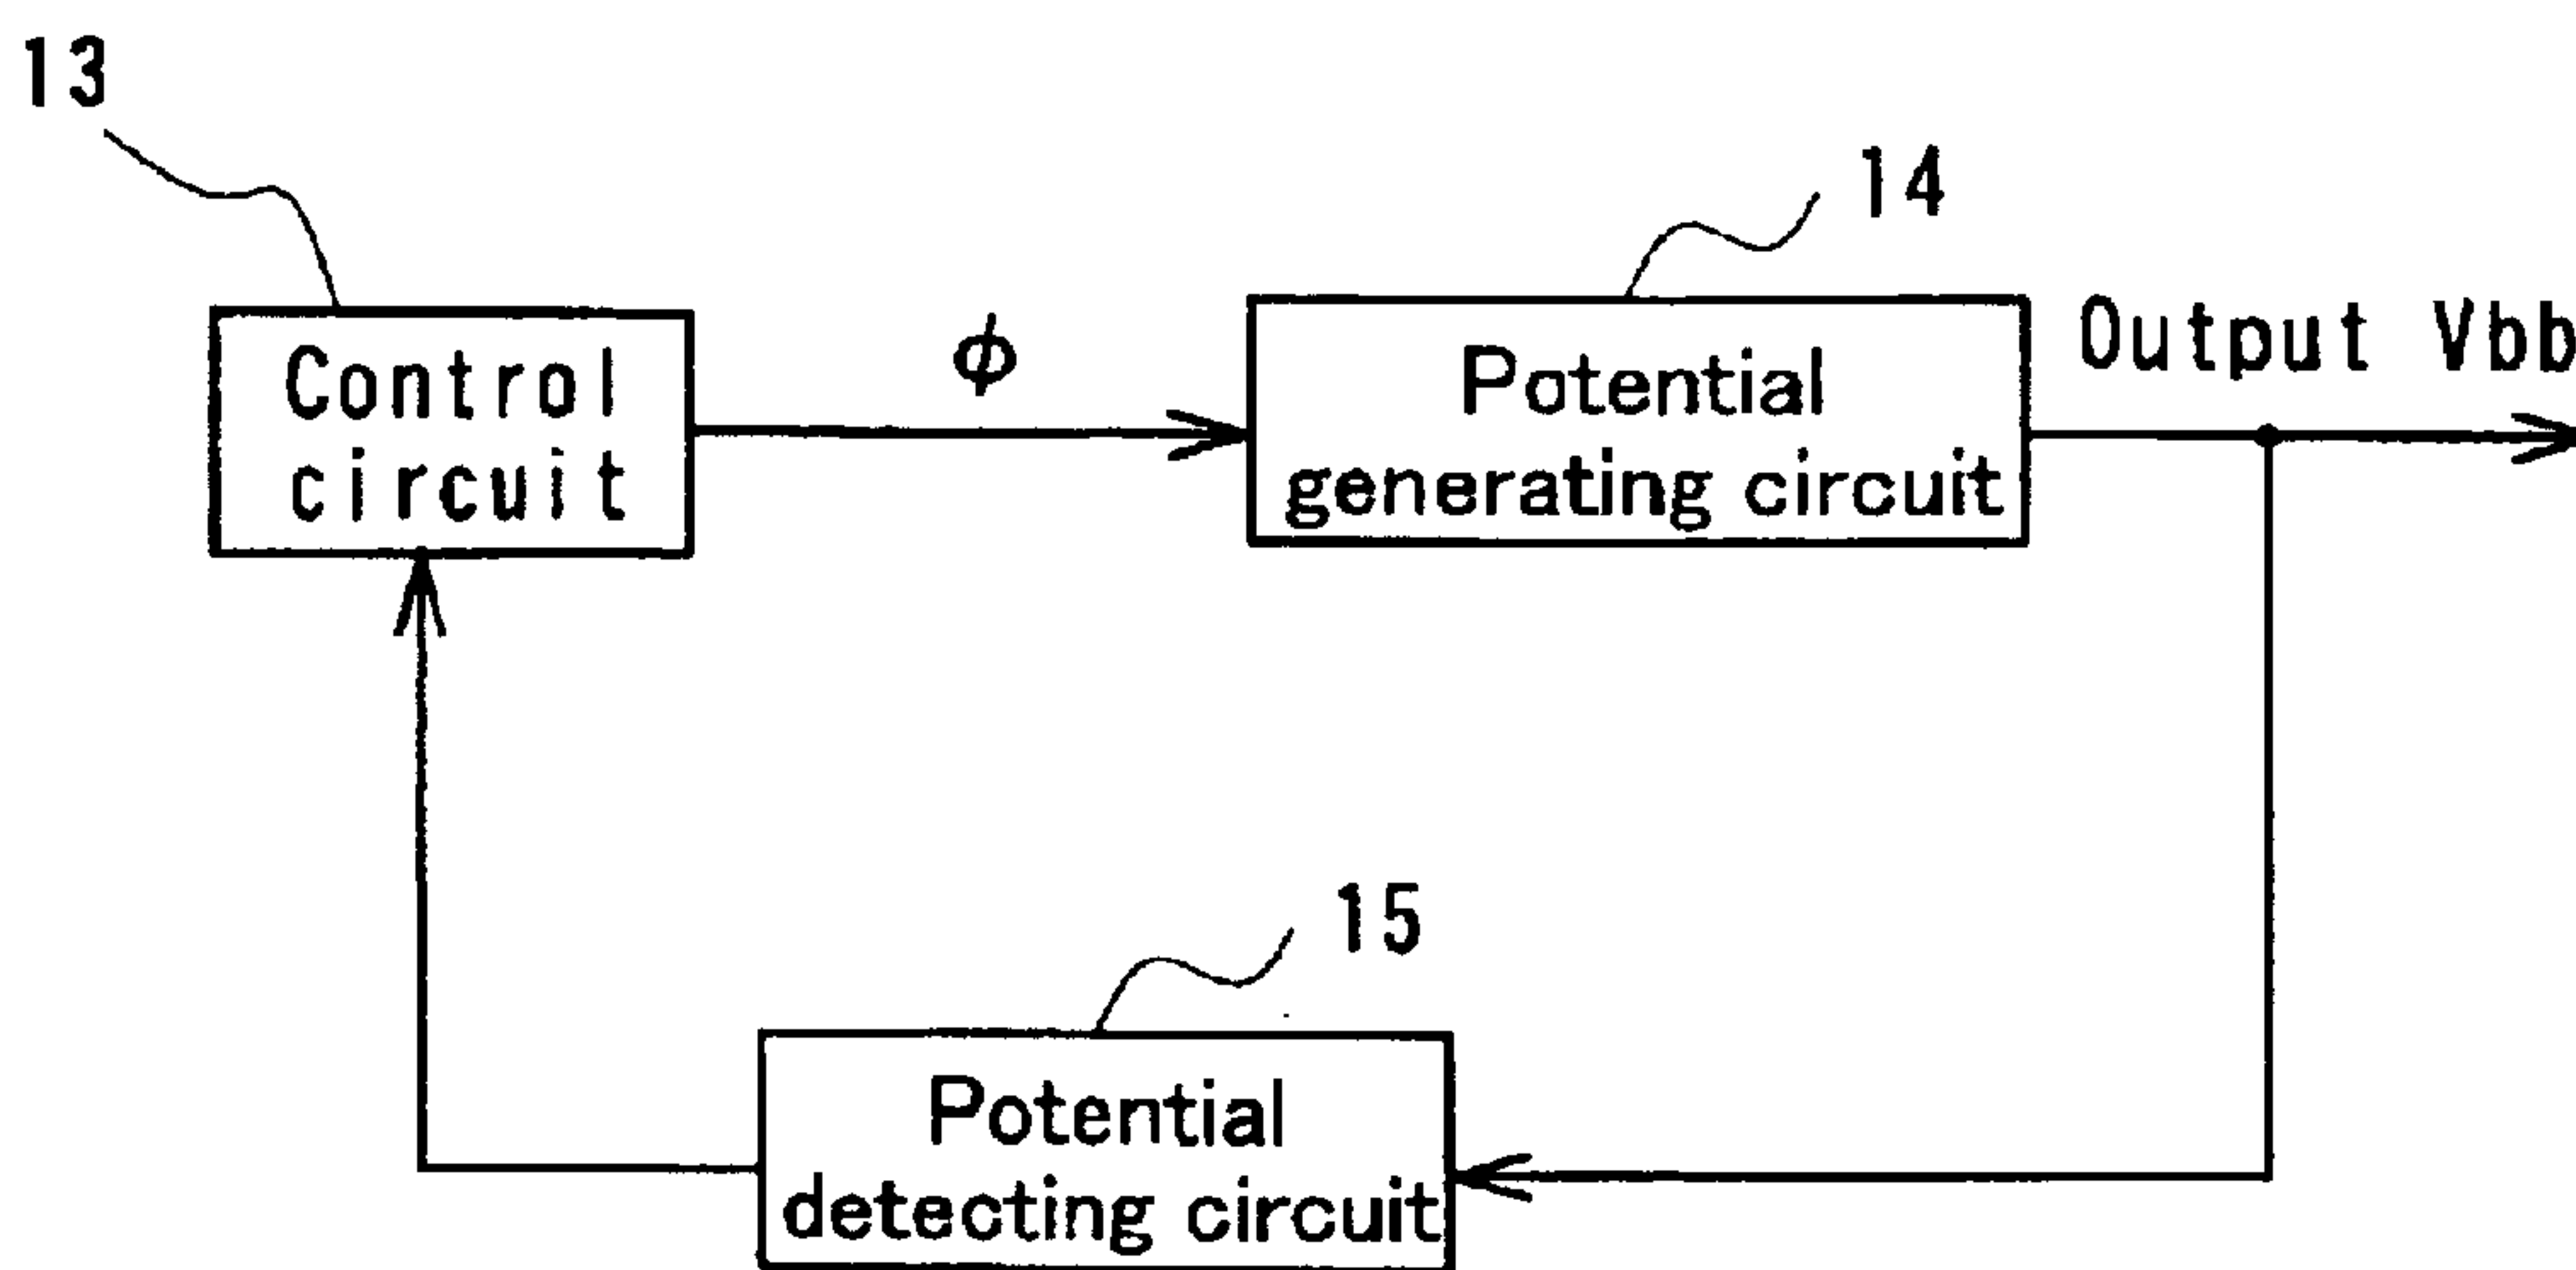 13
14
Control
circuit
ϕ
Potential
generating circuit
Output Vbb
15
Potential
detecting circuit